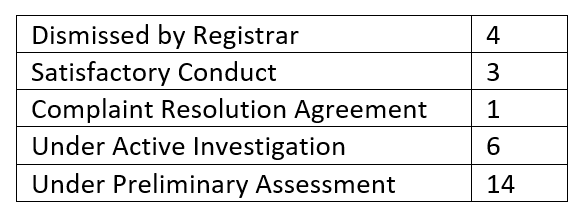 Dismissed by Registrar 4
Satisfactory Conduct 3
Complaint Resolution Agreement 1
Under Active Investigation 6
Under Preliminary Assessment 14